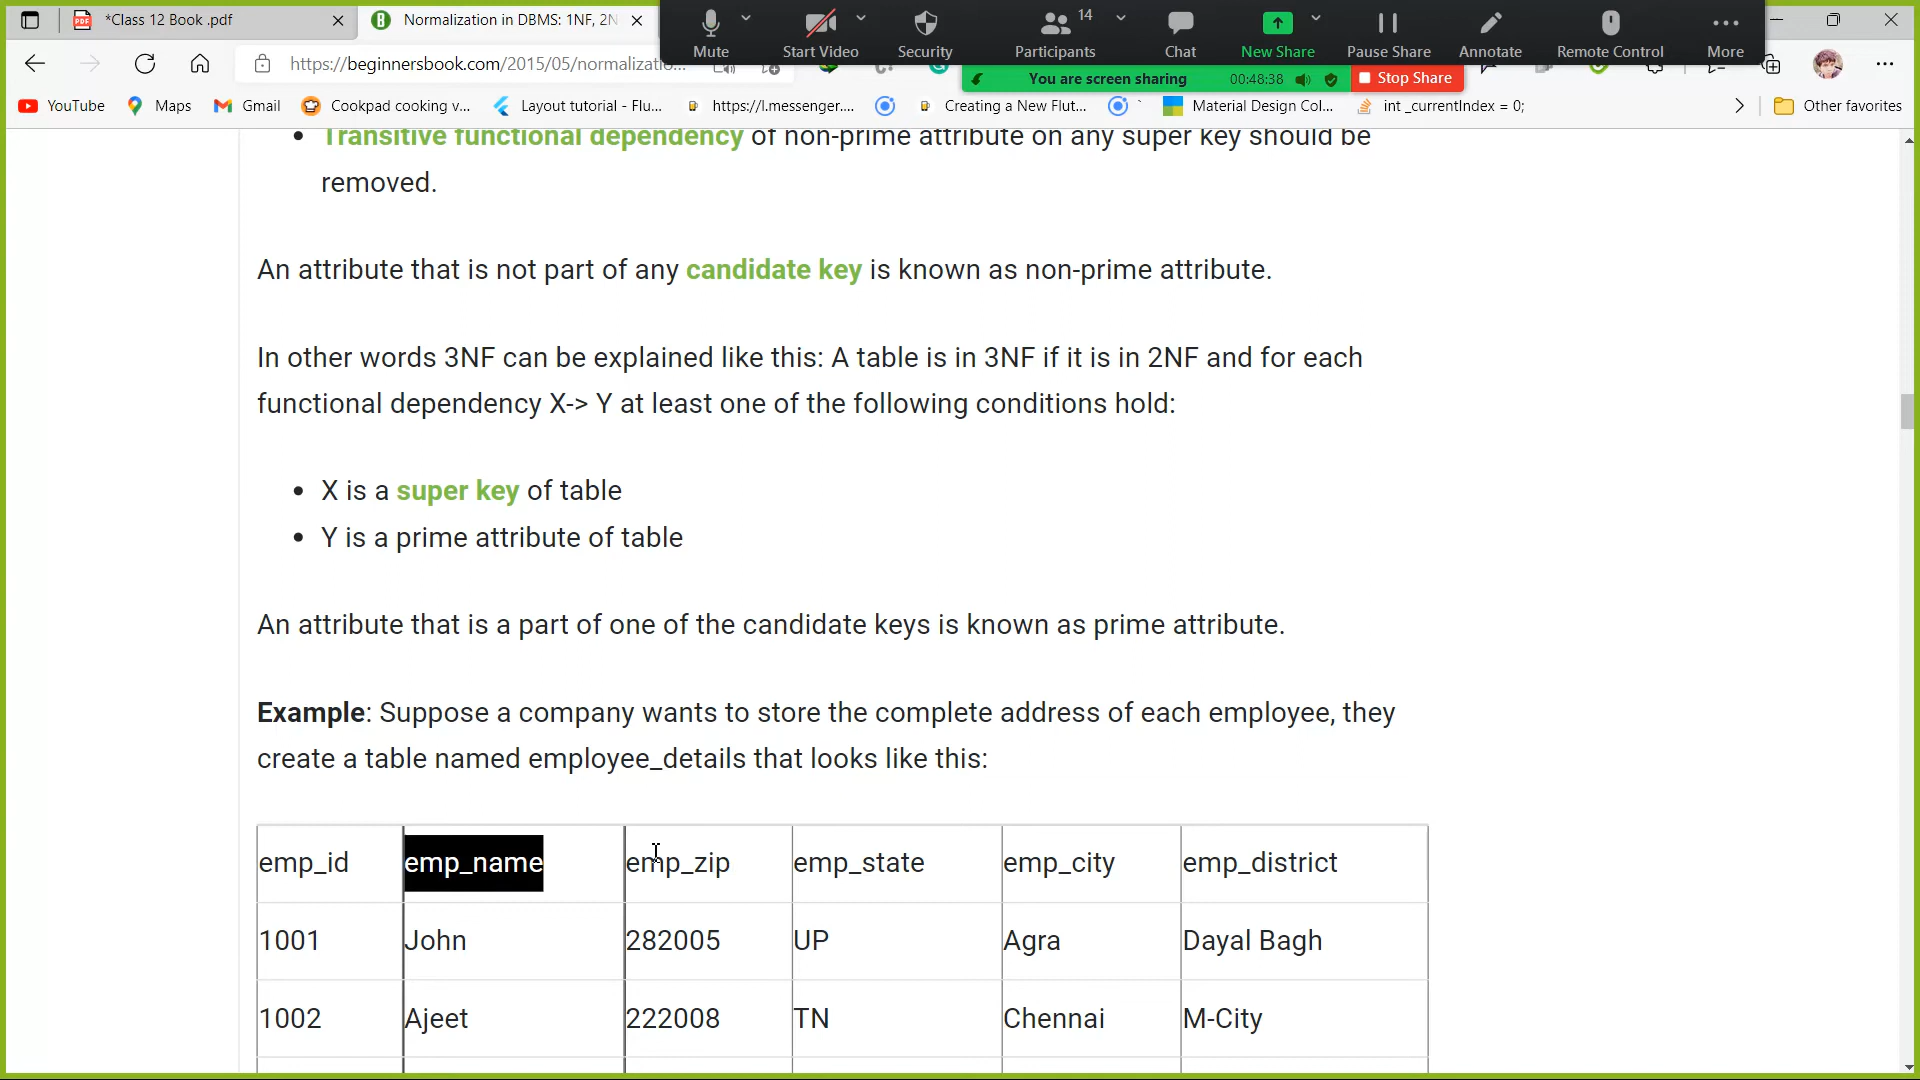 *Class 12 Book .pdf
Normalization in DBMS: 1NF, 2N
14
Mute
Start Video
Security
Participants
Chat
New Share
Pause Share
Annotate
Remote Control
More
https://beginnersbook.com/2015/05/normalizatio...
You are screen sharing
00:48:38
Stop Share
YouTube
Maps
Gmail
Cookpad cooking v...
Layout tutorial - Flu...
https://l.messenger....
Creating a New Flut...
Material Design Col...
int _currentIndex = 0;
Other favorites
Transitive functional dependency of non-prime attribute on any super key should be
removed.
An attribute that is not part of any candidate key is known as non-prime attribute.
In other words 3NF can be explained like this: A table is in 3NF if it is in 2NF and for each
functional dependency X-> Y at least one of the following conditions hold:
X is a super key of table
Y is a prime attribute of table
An attribute that is a part of one of the candidate keys is known as prime attribute.
Example: Suppose a company wants to store the complete address of each employee, they
create a table named employee_details that looks like this:
emp_id emp_name emp_zip emp_state emp_city emp_district
1001 John 282005 UP Agra Dayal Bagh
1002 Ajeet 222008 TN Chennai M-City